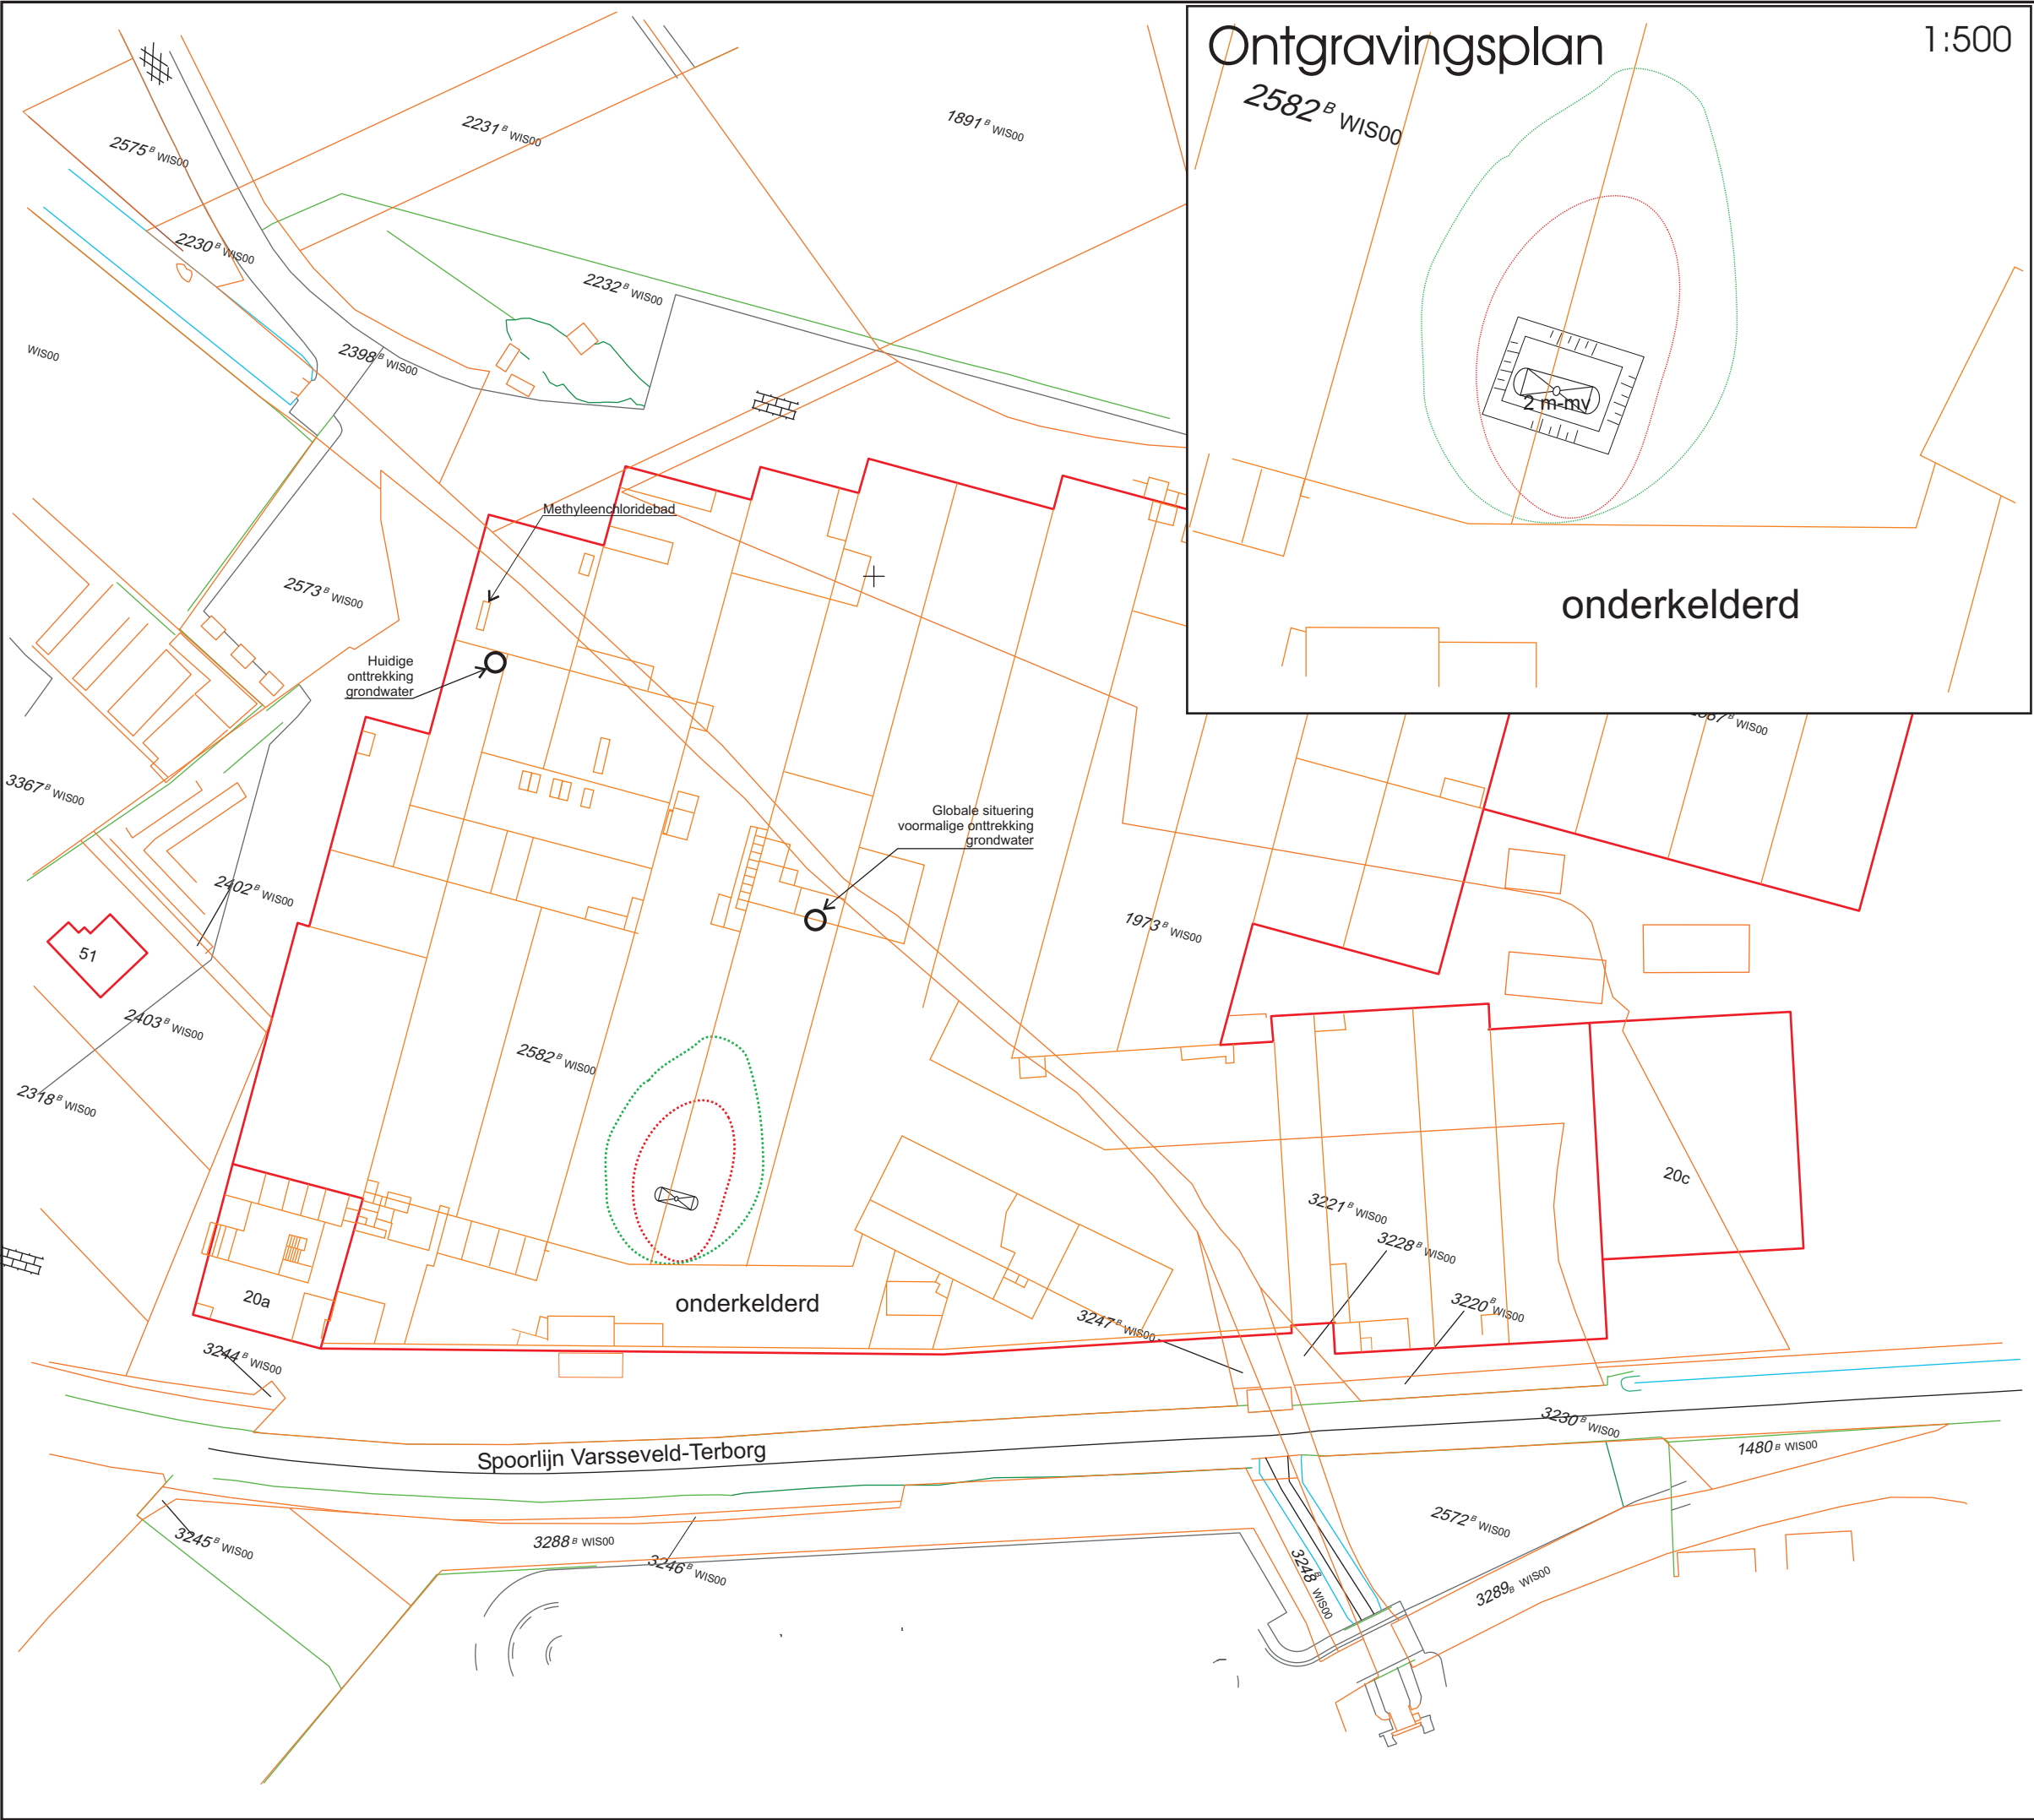 Ontgravingsplan
1:500
2582 B WIS00
2 m-mv
onderkelderd
2575 B WIS00
2231 B WIS00
1891 B WIS00
2230 B WIS00
2232 B WIS00
WIS00
2398 B WIS00
Methyleenchloridebad
2573 B WIS00
Huidige
onttrekking
grondwater
WIS00
3367 B WIS00
Globale situering
voormalige onttrekking
grondwater
2402 B WIS00
1973 B WIS00
51
2403 B WIS00
2582 B WIS00
2318 B WIS00
20c
3221 B WIS00
3228 B WIS00
20a
onderkelderd
3220 B WIS00
3247 B WIS00
3244 B WIS00
3230 B WIS00
Spoorlijn Varsseveld-Terborg
1480 B WIS00
2572 B WIS00
3245 B WIS00
3288 B WIS00
3246 B WIS00
3248 B WIS00
3289 B WIS00